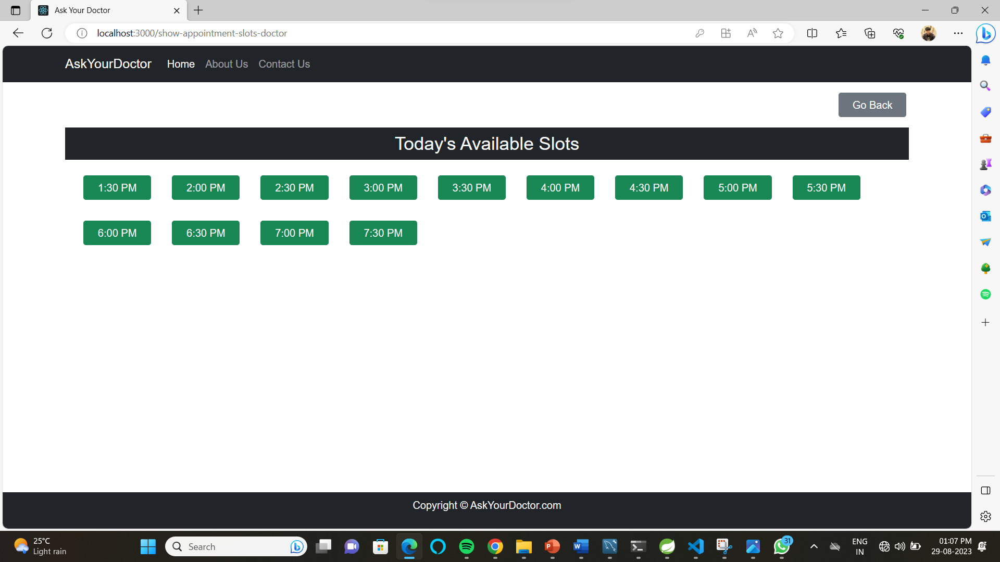 Ask Your Doctor
localhost:3000/show-appointment-slots-doctor
AskYourDoctor Home About Us Contact Us
Go Back
Today's Available Slots
1:30 PM 2:00 PM 2:30 PM 3:00 PM 3:30 PM 4:00 PM 4:30 PM 5:00 PM 5:30 PM
6:00 PM 6:30 PM 7:00 PM 7:30 PM
Copyright © AskYourDoctor.com
25°C
Light rain
Search
31
ENG
IN
01:07 PM
29-08-2023